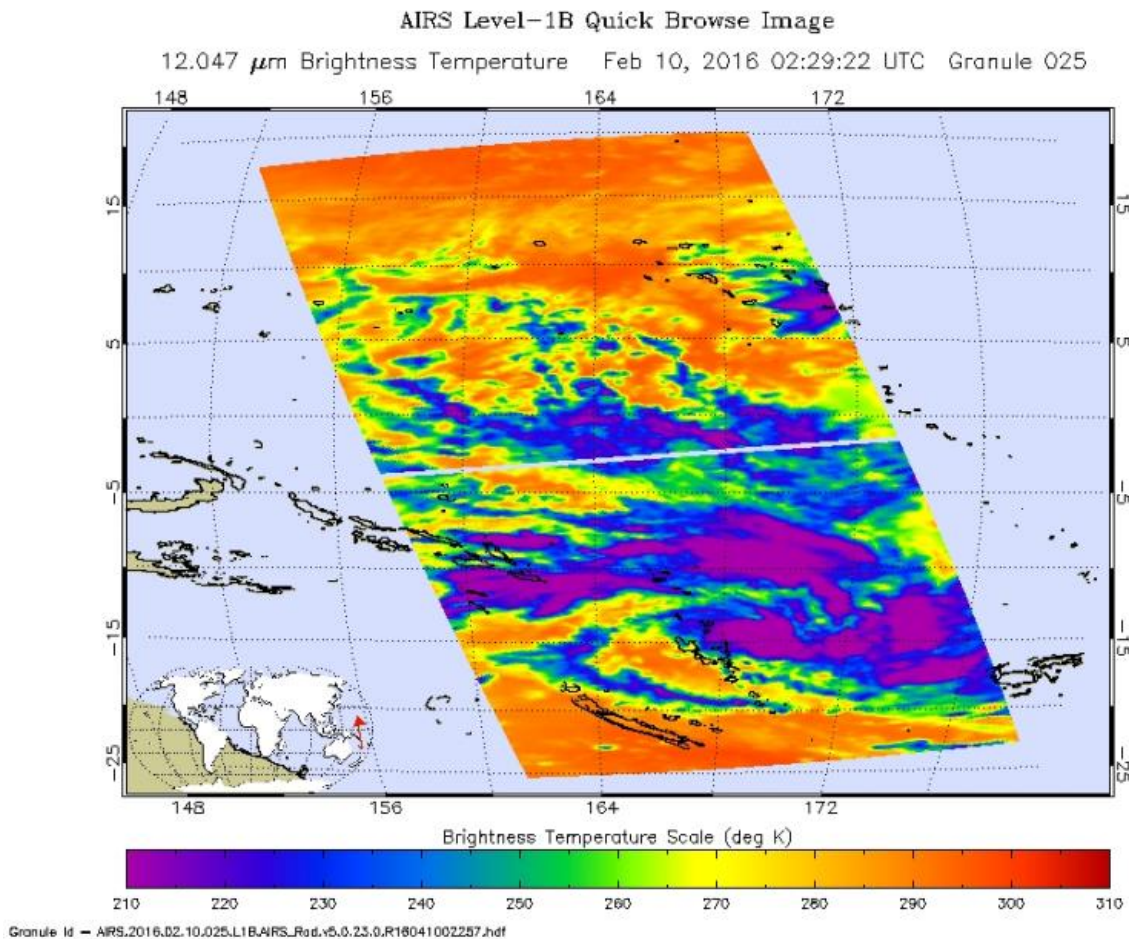 AIRS Level-1B Quick Browse Image
12.047 μm Brightness Temperature Feb 10, 2016 02:29:22 UTC Granule 025
148 156 164 172
15 15
5 5
-5 -5
-15 -15
-25 -25
148 156 164 172
Brightness Temperature Scale (deg K)
210 220 230 240 250 260 270 280 290 300 310
Granule Id - AIRS.2016.02.10.025.L1B.AIRS_Rad.v5.0.23.0.R16041002257.hdf